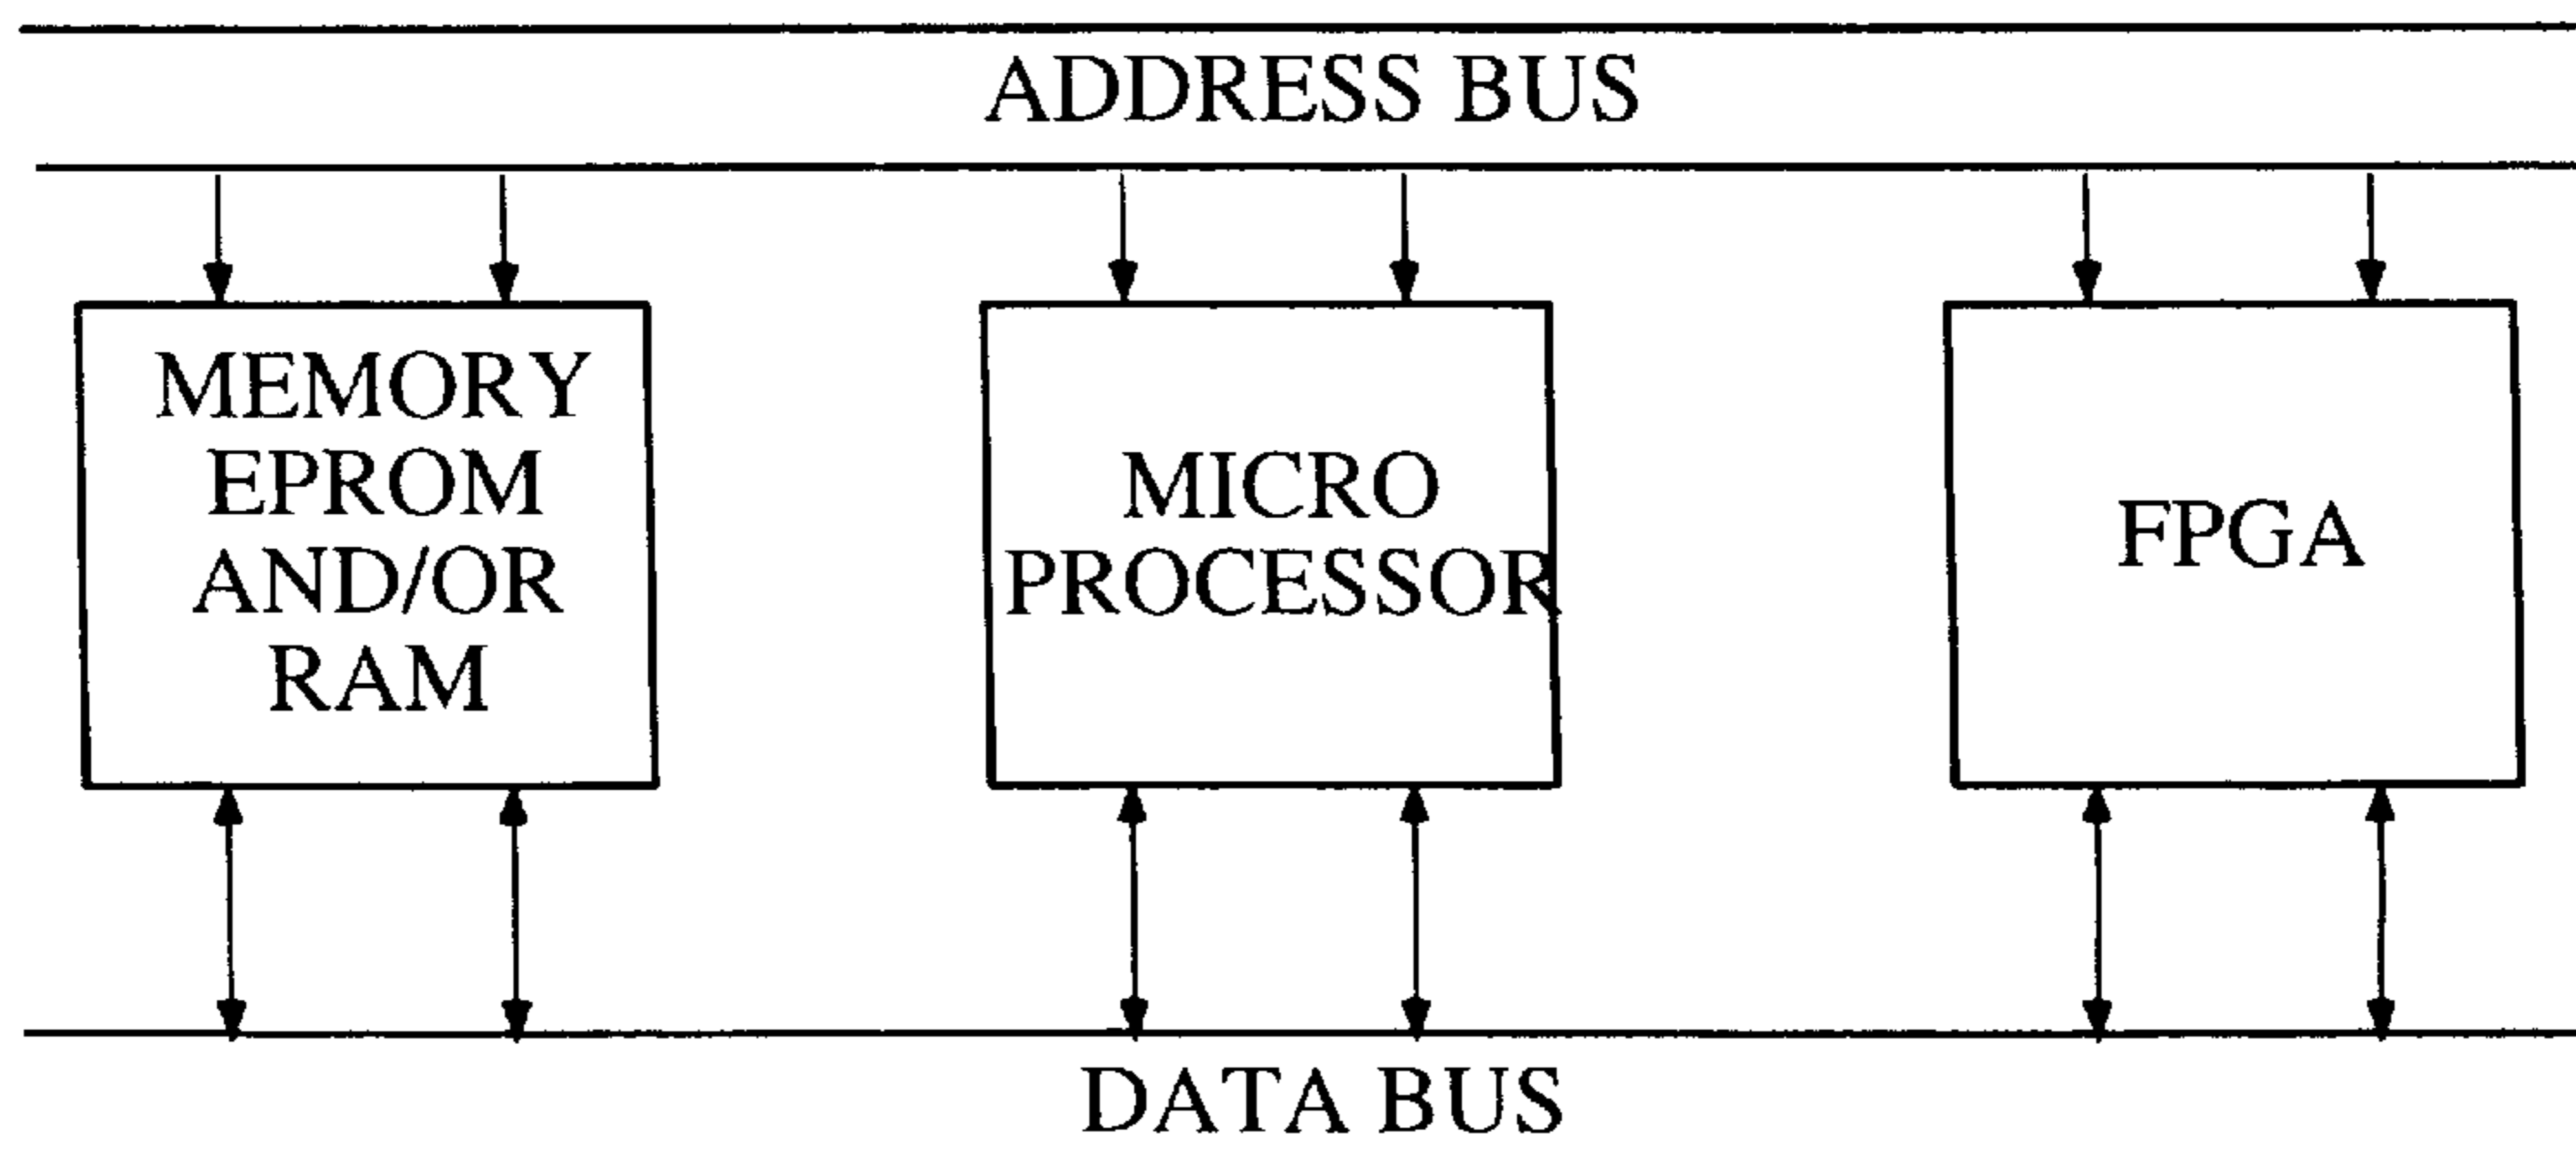 ADDRESS BUS
MEMORY
EPROM
AND/OR
RAM
MICRO
PROCESSOR
FPGA
DATA BUS